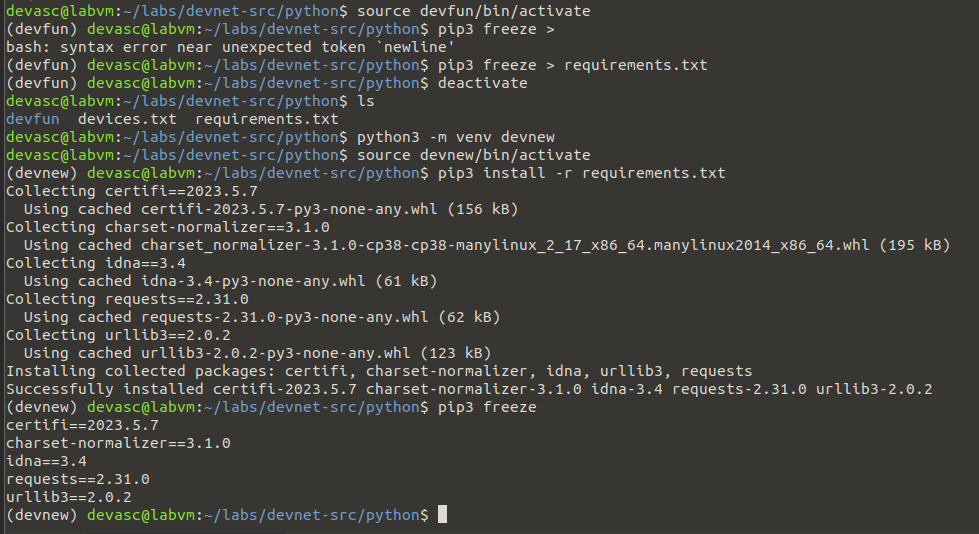 devasc@labvm:~/labs/devnet-src/python$ source devfun/bin/activate
(devfun) devasc@labvm:~/labs/devnet-src/python$ pip3 freeze >
bash: syntax error near unexpected token `newline'
(devfun) devasc@labvm:~/labs/devnet-src/python$ pip3 freeze > requirements.txt
(devfun) devasc@labvm:~/labs/devnet-src/python$ deactivate
devasc@labvm:~/labs/devnet-src/python$ ls
devfun  devices.txt  requirements.txt
devasc@labvm:~/labs/devnet-src/python$ python3 -m venv devnew
devasc@labvm:~/labs/devnet-src/python$ source devnew/bin/activate
(devnew) devasc@labvm:~/labs/devnet-src/python$ pip3 install -r requirements.txt
Collecting certifi==2023.5.7
  Using cached certifi-2023.5.7-py3-none-any.whl (156 kB)
Collecting charset-normalizer==3.1.0
  Using cached charset_normalizer-3.1.0-cp38-cp38-manylinux_2_17_x86_64.manylinux2014_x86_64.whl (195 kB)
Collecting idna==3.4
  Using cached idna-3.4-py3-none-any.whl (61 kB)
Collecting requests==2.31.0
  Using cached requests-2.31.0-py3-none-any.whl (62 kB)
Collecting urllib3==2.0.2
  Using cached urllib3-2.0.2-py3-none-any.whl (123 kB)
Installing collected packages: certifi, charset-normalizer, idna, urllib3, requests
Successfully installed certifi-2023.5.7 charset-normalizer-3.1.0 idna-3.4 requests-2.31.0 urllib3-2.0.2
(devnew) devasc@labvm:~/labs/devnet-src/python$ pip3 freeze
certifi==2023.5.7
charset-normalizer==3.1.0
idna==3.4
requests==2.31.0
urllib3==2.0.2
(devnew) devasc@labvm:~/labs/devnet-src/python$